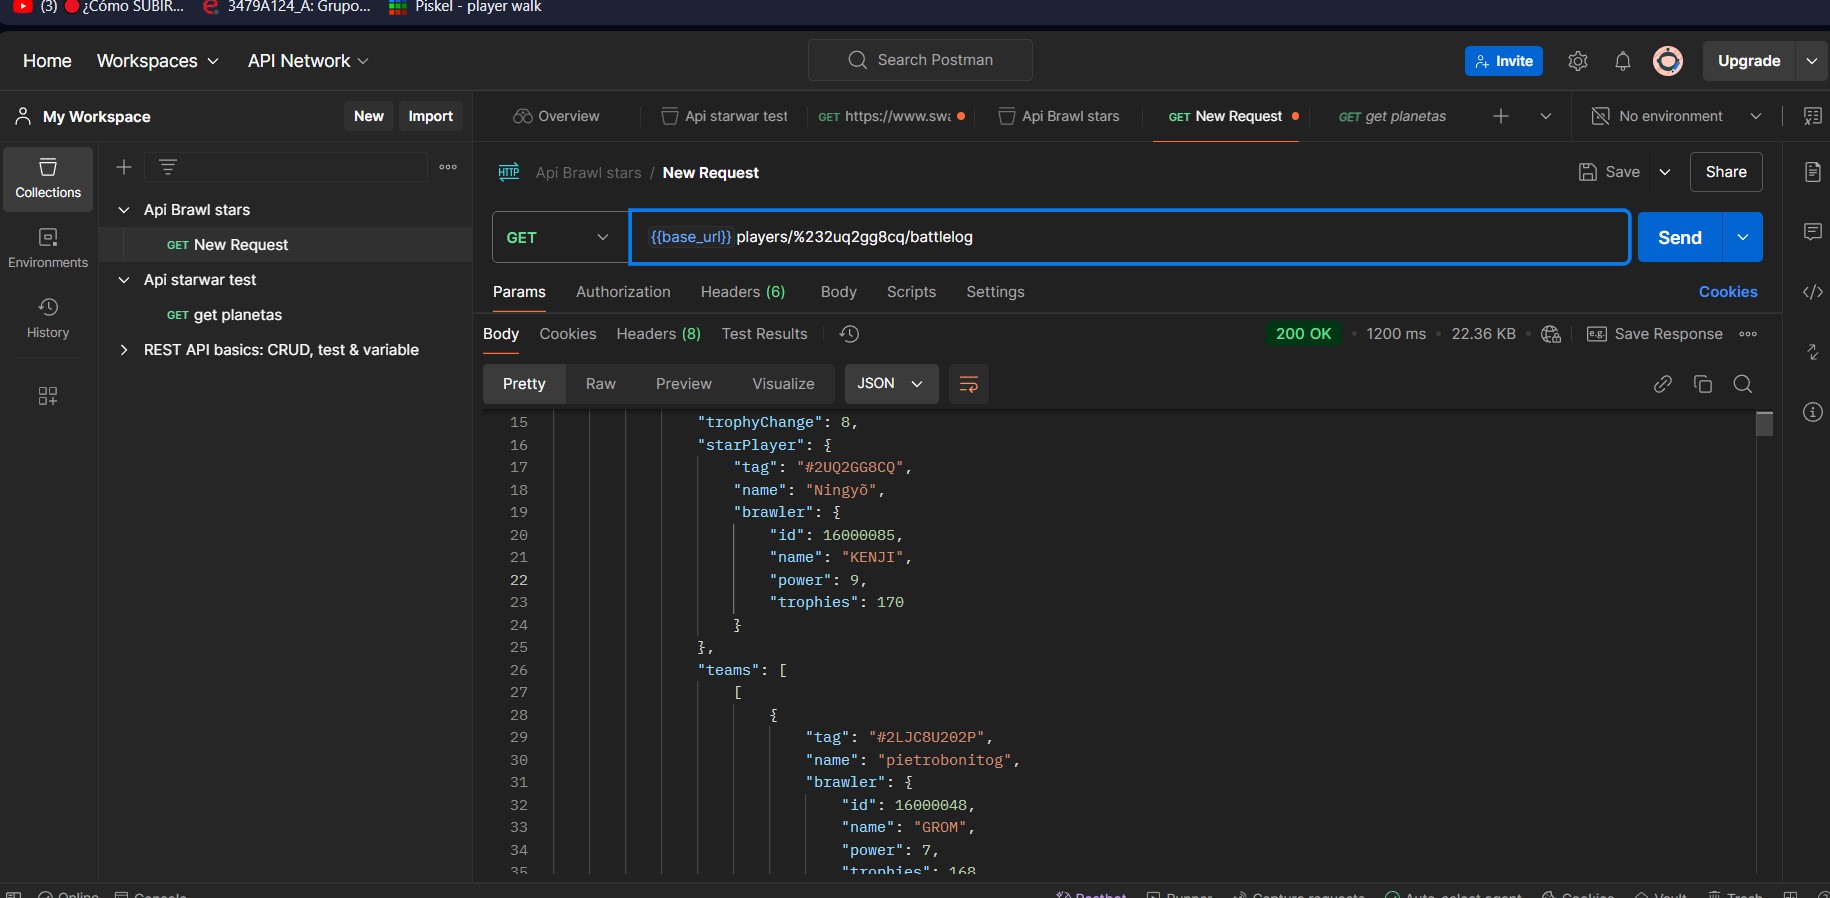 (3) ¿Cómo SUBIR...
3479A124_A: Grupo...
Piskel - player walk
Home
Workspaces
API Network
Search Postman
Invite
Upgrade
My Workspace
New
Import
Overview
Api starwar test
GET https://www.swa
Api Brawl stars
GET New Request
GET get planetas
No environment
Collections
Environments
History
Api Brawl stars
GET New Request
Api starwar test
GET get planetas
REST API basics: CRUD, test & variable
HTTP
Api Brawl stars / New Request
Save
Share
GET
{{base_url}} players/%232uq2gg8cq/battlelog
Send
Params
Authorization
Headers (6)
Body
Scripts
Settings
Cookies
Body
Cookies
Headers (8)
Test Results
200 OK
1200 ms
22.36 KB
e.g.
Save Response
Pretty
Raw
Preview
Visualize
JSON
15 "trophyChange": 8,
16 "starPlayer": {
17 "tag": "#2UQ2GG8CQ",
18 "name": "Ningyõ",
19 "brawler": {
20 "id": 16000085,
21 "name": "KENJI",
22 "power": 9,
23 "trophies": 170
24 }
25 },
26 "teams": [
27 [
28 {
29 "tag": "#2LJC8U202P",
30 "name": "pietrobonitog",
31 "brawler": {
32 "id": 16000048,
33 "name": "GROM",
34 "power": 7,
35 "trophies": 168
Online
Console
Postbot
Runner
Capture requests
Auto-select agent
Cookies
Vault
Trash